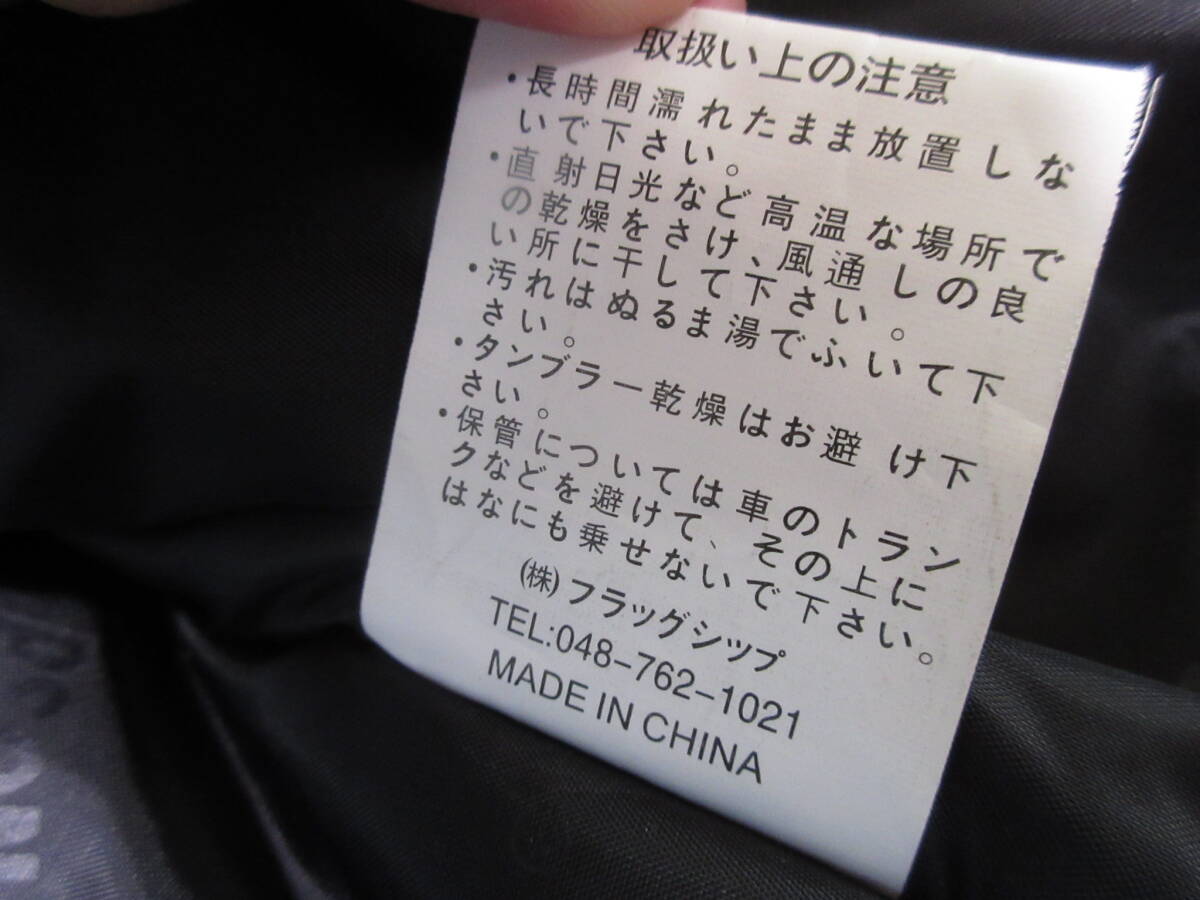 取扱い上の注意
・長時間濡れたまま放置しな
いで下さい。
・直射日光など高温な場所で
の乾燥をさけ、風通しの良
い所に干して下さい。
・汚れはぬるま湯でふいて下
さい。
・タンブラー乾燥はお避け下
さい。
・保管については車のトラン
クなどを避けて、その上に
はなにも乗せないで下さい。
(株)フラッグシップ
TEL:048-762-1021
MADE IN CHINA